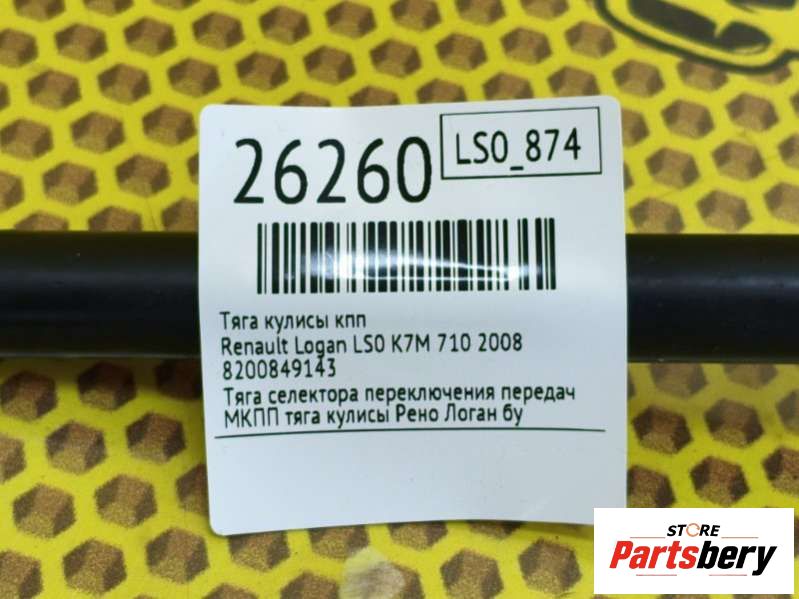 26260
LS0_874
Тяга кулисы кпп
Renault Logan LS0 K7M 710 2008
8200849143
Тяга селектора переключения передач
МКПП тяга кулисы Рено Логан бу
STORE
Partsbery